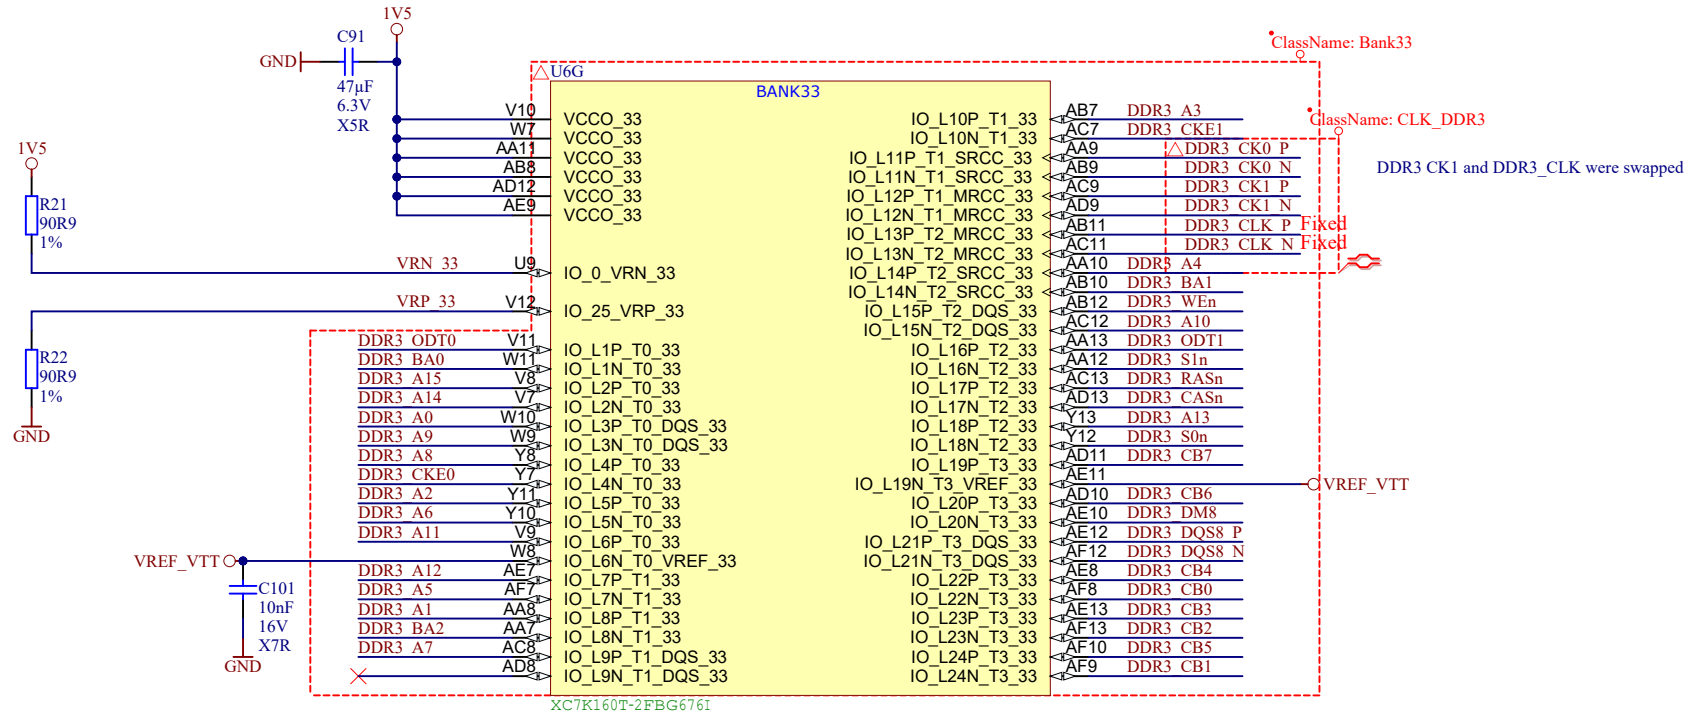 1V5
C91
GND
47µF
6.3V
X5R
ClassName: Bank33
U6G
BANK33
ClassName: CLK_DDR3
DDR3 CK1 and DDR3_CLK were swapped
1V5
R21
90R9
1%
V10 VCCO_33
W7 VCCO_33
AA11 VCCO_33
AB8 VCCO_33
AD12 VCCO_33
AE9 VCCO_33
VRN_33 U9 IO_0_VRN_33
VRP_33 V12 IO_25_VRP_33
R22
90R9
1%
GND
DDR3_ODT0 V11 IO_L1P_T0_33
DDR3_BA0 W11 IO_L1N_T0_33
DDR3_A15 V8 IO_L2P_T0_33
DDR3_A14 V7 IO_L2N_T0_33
DDR3_A0 W10 IO_L3P_T0_DQS_33
DDR3_A9 W9 IO_L3N_T0_DQS_33
DDR3_A8 Y8 IO_L4P_T0_33
DDR3_CKE0 Y7 IO_L4N_T0_33
DDR3_A2 Y11 IO_L5P_T0_33
DDR3_A6 Y10 IO_L5N_T0_33
DDR3_A11 V9 IO_L6P_T0_33
VREF_VTT W8 IO_L6N_T0_VREF_33
DDR3_A12 AE7 IO_L7P_T1_33
DDR3_A5 AF7 IO_L7N_T1_33
DDR3_A1 AA8 IO_L8P_T1_33
DDR3_BA2 AA7 IO_L8N_T1_33
DDR3_A7 AC8 IO_L9P_T1_DQS_33
AD8 IO_L9N_T1_DQS_33
C101
10nF
16V
X7R
GND
IO_L10P_T1_33 AB7 DDR3_A3
IO_L10N_T1_33 AC7 DDR3_CKE1
IO_L11P_T1_SRCC_33 AA9 DDR3_CK0_P
IO_L11N_T1_SRCC_33 AB9 DDR3_CK0_N
IO_L12P_T1_MRCC_33 AC9 DDR3_CK1_P
IO_L12N_T1_MRCC_33 AD9 DDR3_CK1_N
IO_L13P_T2_MRCC_33 AB11 DDR3_CLK_P Fixed
IO_L13N_T2_MRCC_33 AC11 DDR3_CLK_N Fixed
IO_L14P_T2_SRCC_33 AA10 DDR3_A4
IO_L14N_T2_SRCC_33 AB10 DDR3_BA1
IO_L15P_T2_DQS_33 AB12 DDR3_WEn
IO_L15N_T2_DQS_33 AC12 DDR3_A10
IO_L16P_T2_33 AA13 DDR3_ODT1
IO_L16N_T2_33 AA12 DDR3_S1n
IO_L17P_T2_33 AC13 DDR3_RASn
IO_L17N_T2_33 AD13 DDR3_CASn
IO_L18P_T2_33 Y13 DDR3_A13
IO_L18N_T2_33 Y12 DDR3_S0n
IO_L19P_T3_33 AD11 DDR3_CB7
IO_L19N_T3_VREF_33 AE11 VREF_VTT
IO_L20P_T3_33 AD10 DDR3_CB6
IO_L20N_T3_33 AE10 DDR3_DM8
IO_L21P_T3_DQS_33 AE12 DDR3_DQS8_P
IO_L21N_T3_DQS_33 AF12 DDR3_DQS8_N
IO_L22P_T3_33 AE8 DDR3_CB4
IO_L22N_T3_33 AF8 DDR3_CB0
IO_L23P_T3_33 AE13 DDR3_CB3
IO_L23N_T3_33 AF13 DDR3_CB2
IO_L24P_T3_33 AF10 DDR3_CB5
IO_L24N_T3_33 AF9 DDR3_CB1
XC7K160T-2FBG676I